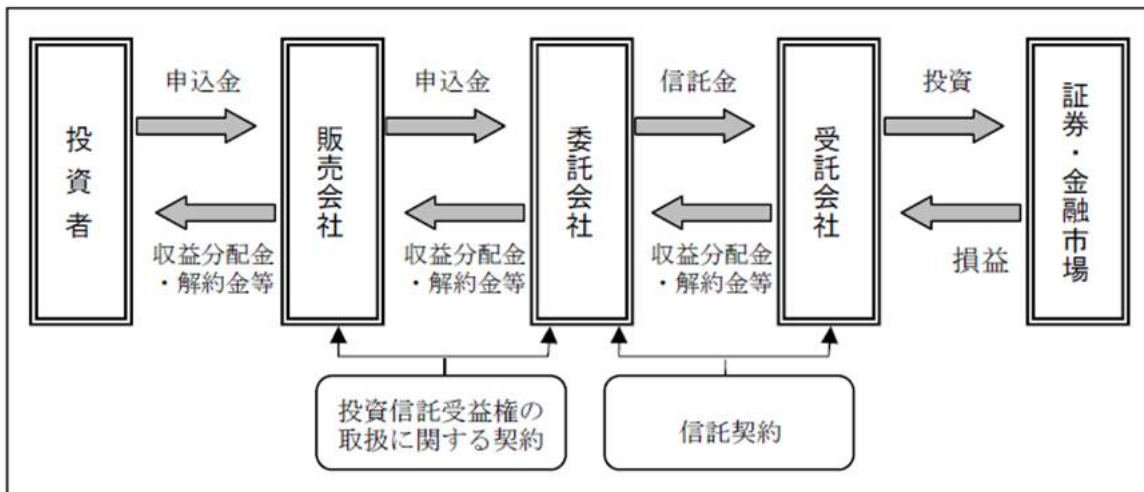 投資者
申込金
収益分配金
・解約金等
販売会社
申込金
収益分配金
・解約金等
委託会社
信託金
収益分配金
・解約金等
受託会社
投資
損益
証券・金融市場
投資信託受益権の
取扱に関する契約
信託契約